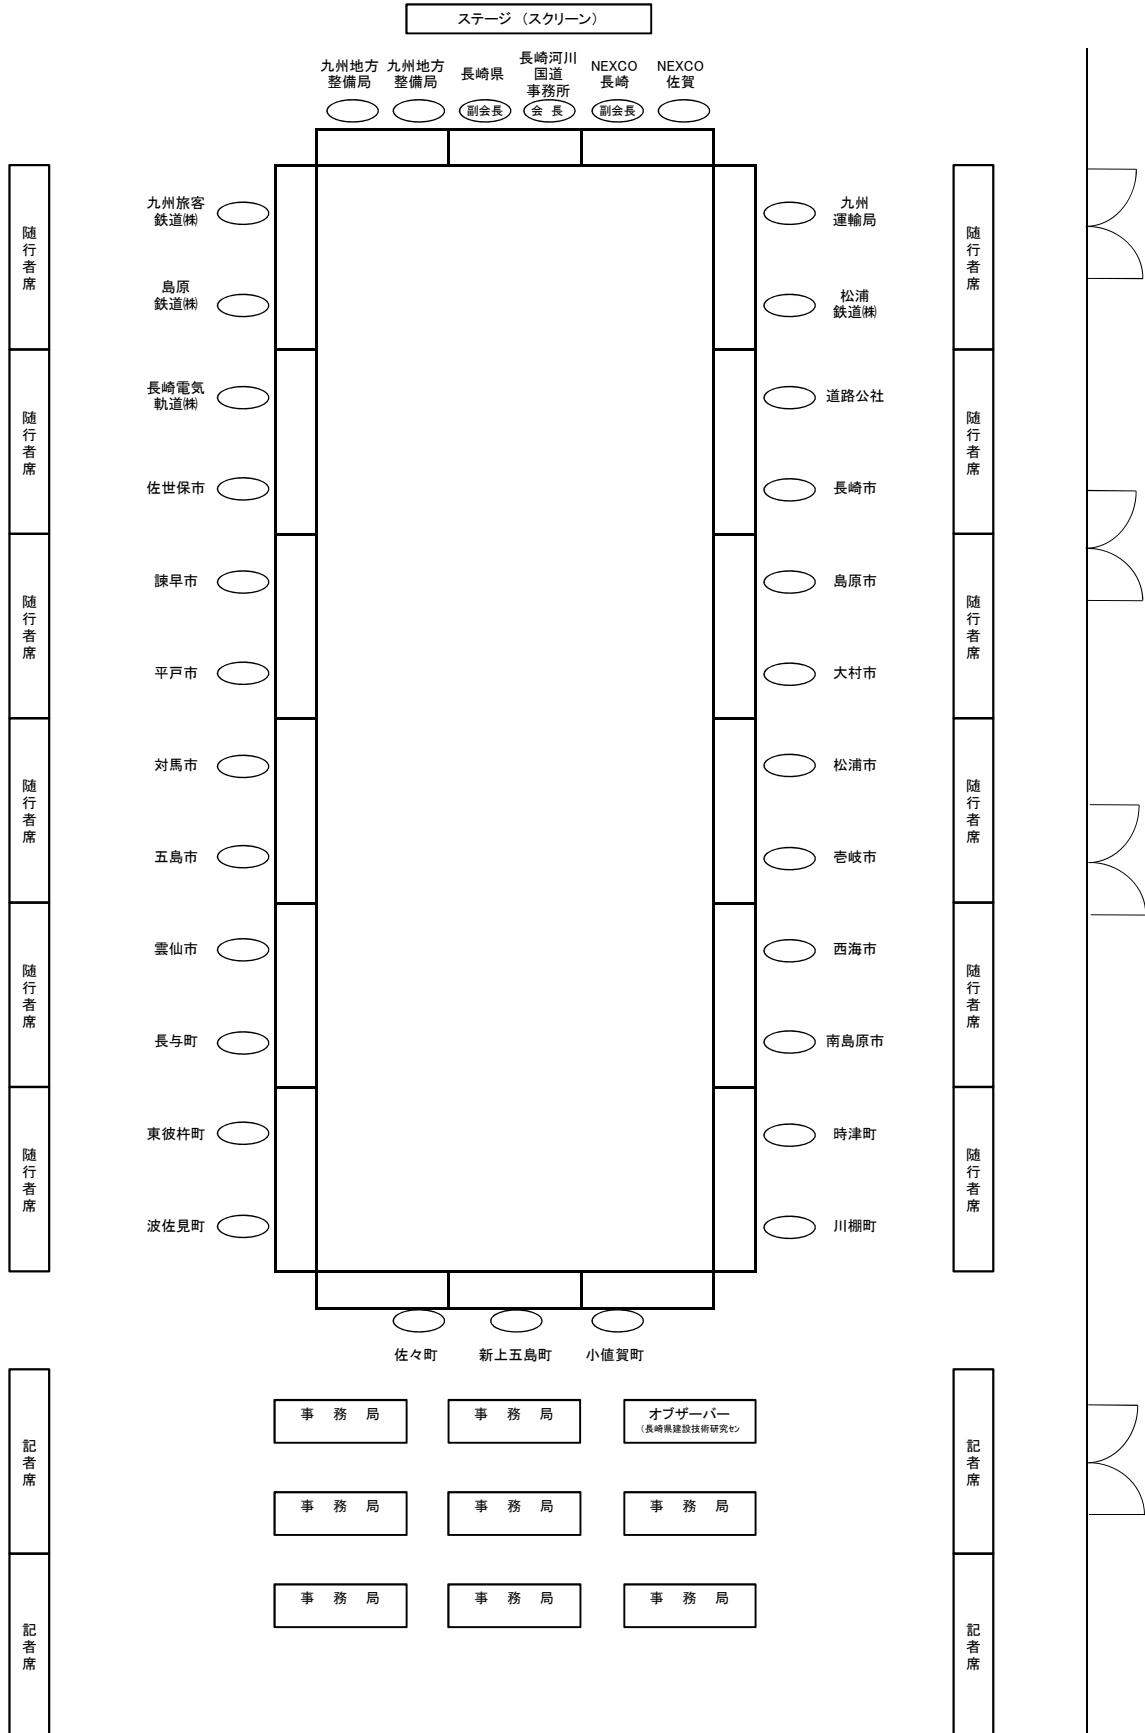 ステージ (スクリーン)
九州地方
整備局
九州地方
整備局
長崎県
長崎河川
国道
事務所
NEXCO
長崎
NEXCO
佐賀
副会長
会 長
副会長
九州旅客
鉄道㈱
九州
運輸局
随行者席
随行者席
島原
鉄道㈱
松浦
鉄道㈱
長崎電気
軌道㈱
道路公社
随行者席
随行者席
佐世保市
長崎市
諫早市
島原市
随行者席
随行者席
平戸市
大村市
対馬市
松浦市
随行者席
随行者席
五島市
壱岐市
雲仙市
西海市
随行者席
随行者席
長与町
南島原市
東彼杵町
時津町
随行者席
随行者席
波佐見町
川棚町
佐々町
新上五島町
小値賀町
事 務 局
事 務 局
オブザーバー
(長崎県建設技術研究セン
記者席
記者席
事 務 局
事 務 局
事 務 局
事 務 局
事 務 局
事 務 局
記者席
記者席